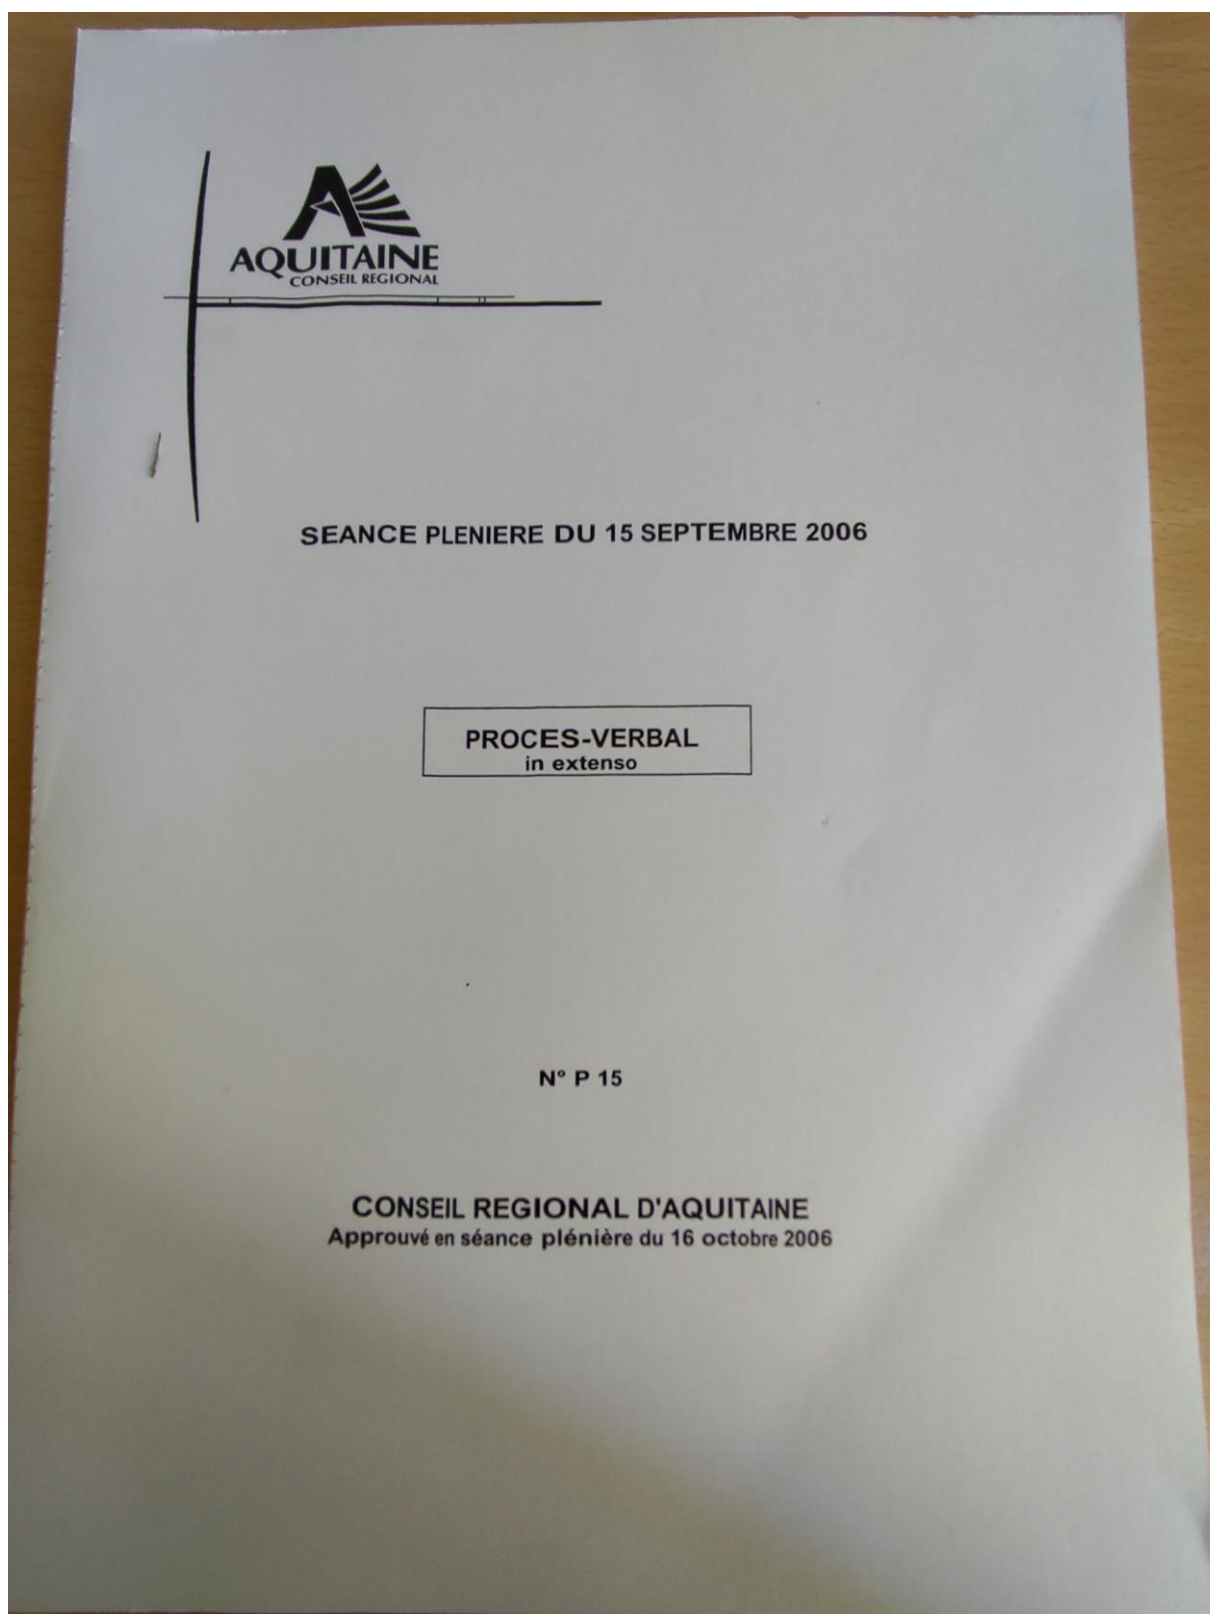 AQUITAINE
CONSEIL REGIONAL
SEANCE PLENIERE DU 15 SEPTEMBRE 2006
PROCES-VERBAL
in extenso
N° P 15
CONSEIL REGIONAL D'AQUITAINE
Approuvé en séance plénière du 16 octobre 2006